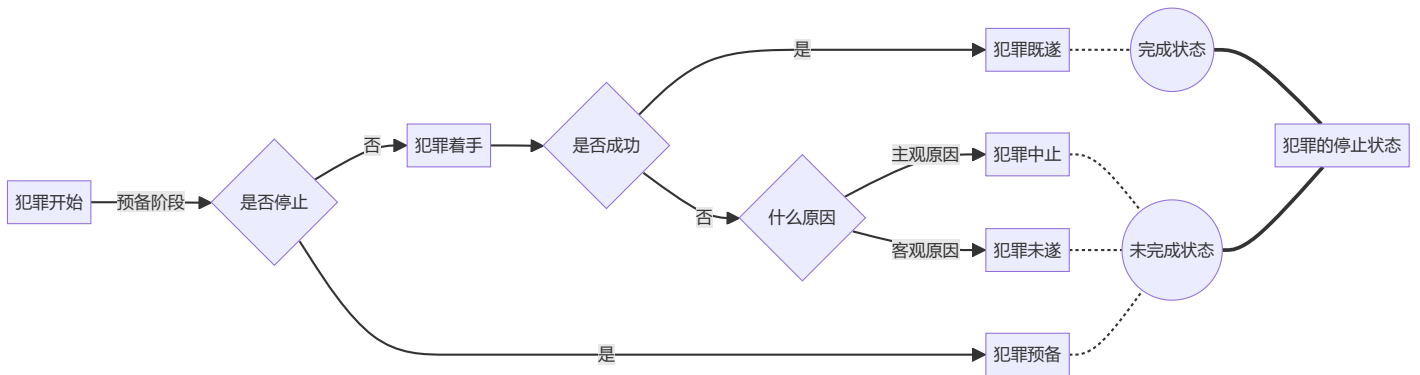 是
犯罪既遂
完成状态
否
犯罪着手
是否成功
犯罪的停止状态
主观原因
犯罪中止
犯罪开始
预备阶段
是否停止
否
什么原因
客观原因
犯罪未遂
未完成状态
是
犯罪预备